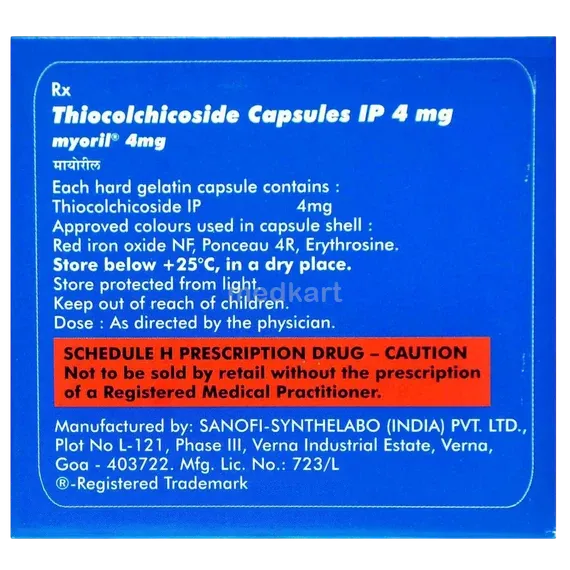 Rx
Thiocolchicoside Capsules IP 4 mg
myoril® 4mg
मायोरील
Each hard gelatin capsule contains :
Thiocolchicoside IP 4mg
Approved colours used in capsule shell :
Red iron oxide NF, Ponceau 4R, Erythrosine.
Store below +25°C, in a dry place.
Store protected from light.
medkart
Keep out of reach of children.
Dose : As directed by the physician.
SCHEDULE H PRESCRIPTION DRUG – CAUTION
Not to be sold by retail without the prescription
of a Registered Medical Practitioner.
Manufactured by: SANOFI-SYNTHELABO (INDIA) PVT. LTD.,
Plot No L-121, Phase III, Verna Industrial Estate, Verna,
Goa - 403722. Mfg. Lic. No.: 723/L
®-Registered Trademark